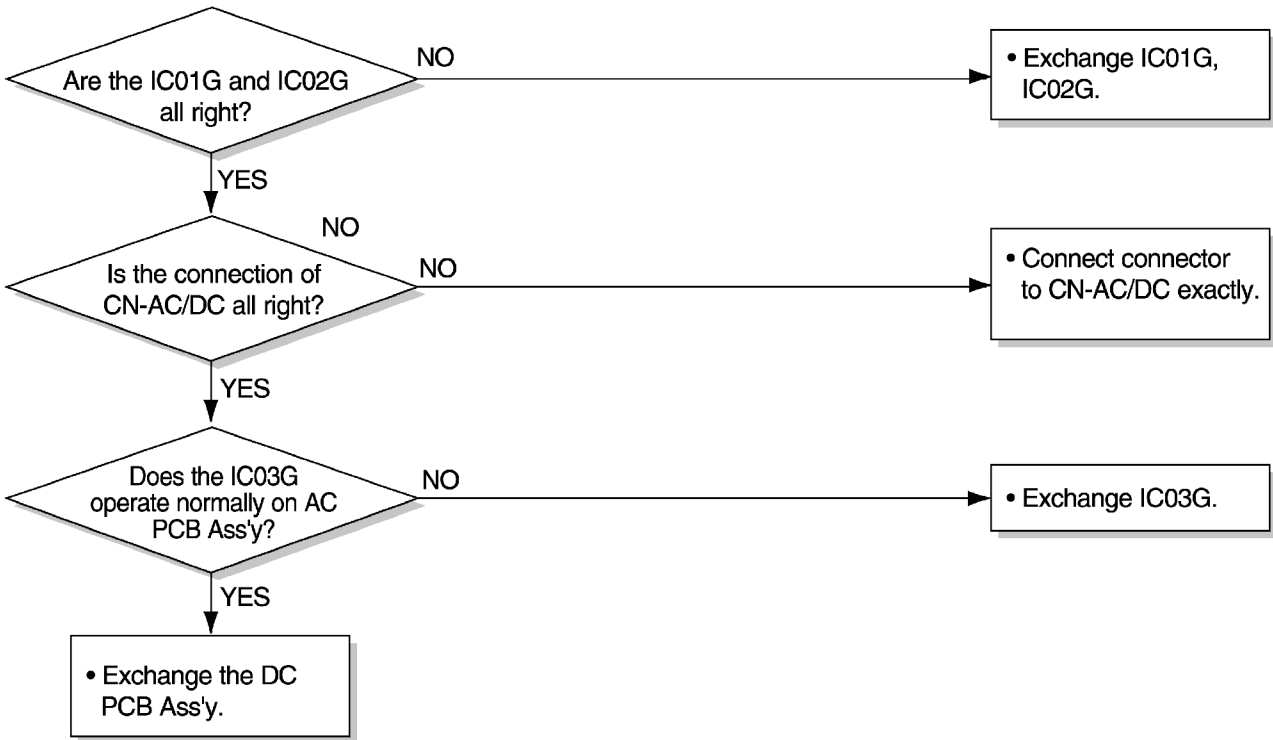 Are the IC01G and IC02G
all right?
NO
• Exchange IC01G,
IC02G.
YES
NO
Is the connection of
CN-AC/DC all right?
NO
• Connect connector
to CN-AC/DC exactly.
YES
Does the IC03G
operate normally on AC
PCB Ass'y?
NO
• Exchange IC03G.
YES
• Exchange the DC
PCB Ass'y.